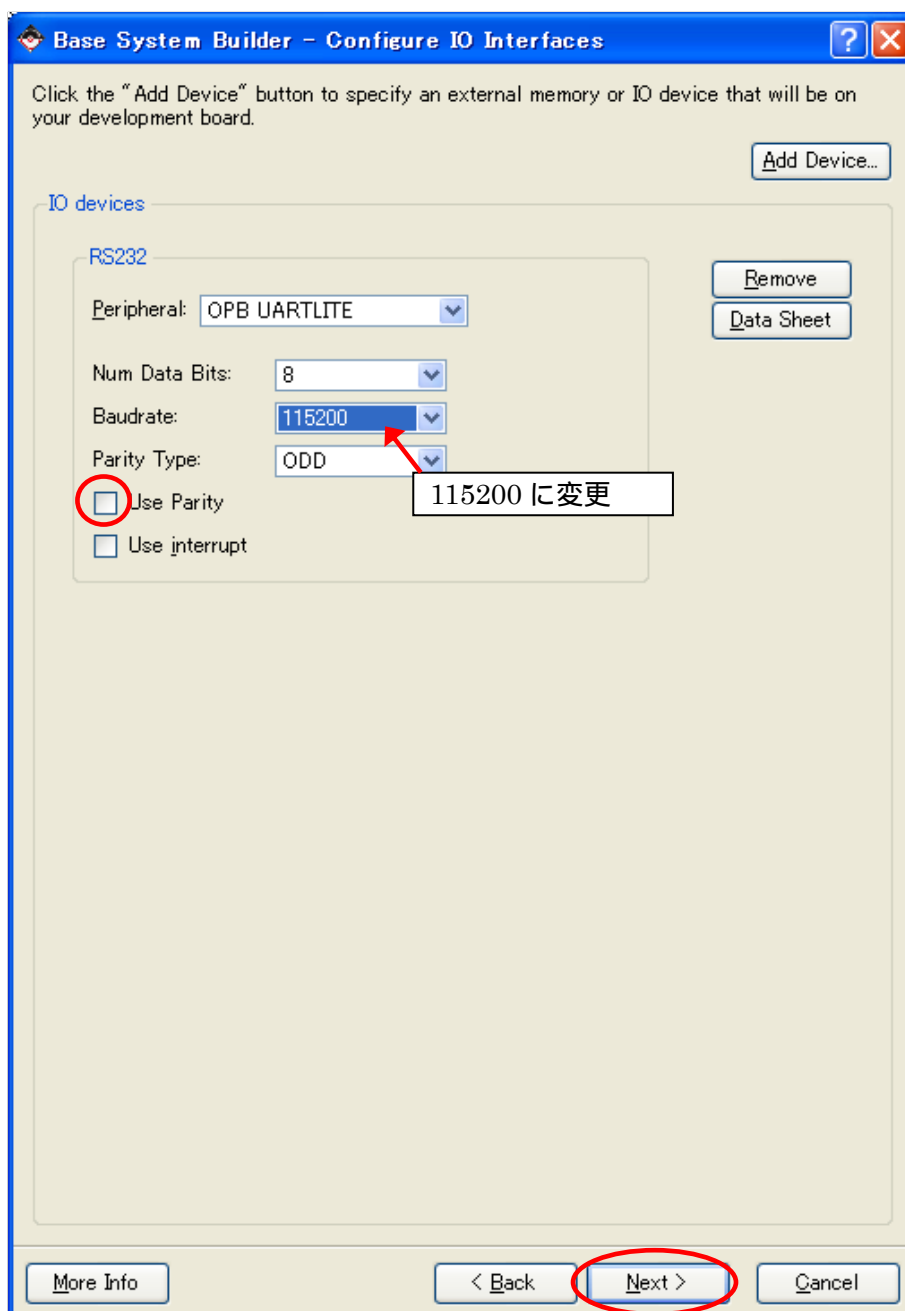 Base System Builder - Configure IO Interfaces
Click the "Add Device" button to specify an external memory or IO device that will be on
your development board.
Add Device...
IO devices
RS232
Remove
Peripheral: OPB UARTLITE
Data Sheet
Num Data Bits: 8
Baudrate: 115200
Parity Type: ODD
115200 に変更
Use Parity
Use interrupt
More Info
< Back
Next >
Cancel